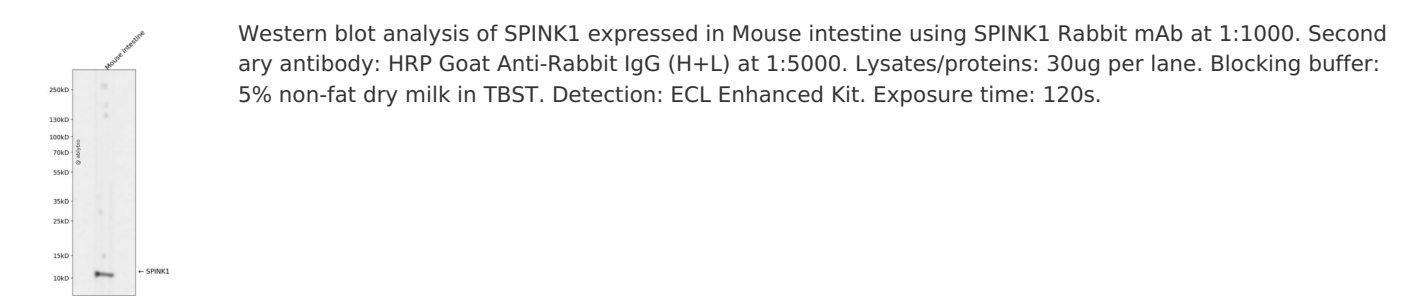 Mouse intestine
250kD
130kD
100kD
70kD
55kD
35kD
25kD
15kD
10kD
← SPINK1
Western blot analysis of SPINK1 expressed in Mouse intestine using SPINK1 Rabbit mAb at 1:1000. Second
ary antibody: HRP Goat Anti-Rabbit IgG (H+L) at 1:5000. Lysates/proteins: 30ug per lane. Blocking buffer:
5% non-fat dry milk in TBST. Detection: ECL Enhanced Kit. Exposure time: 120s.